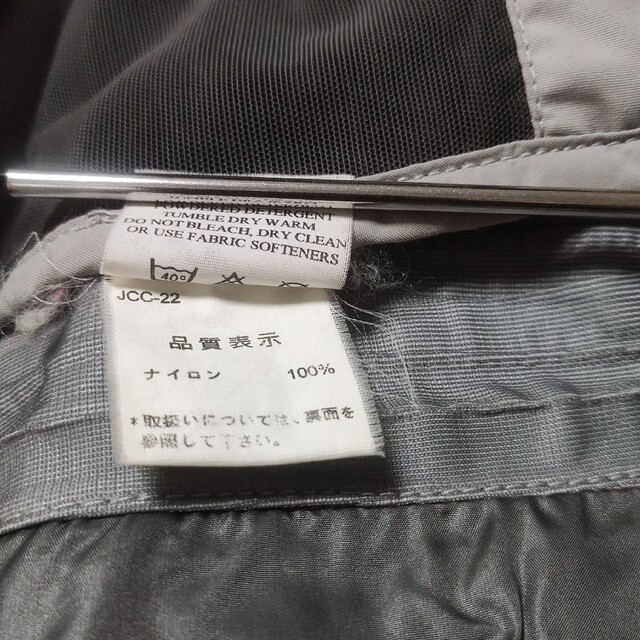 POWDERED DETERGENT
TUMBLE DRY WARM
DO NOT BLEACH, DRY CLEAN
OR USE FABRIC SOFTENERS
40°
JCC-22
品質表示
ナイロン 100%
*取扱いについては、裏面を
参照して下さい。